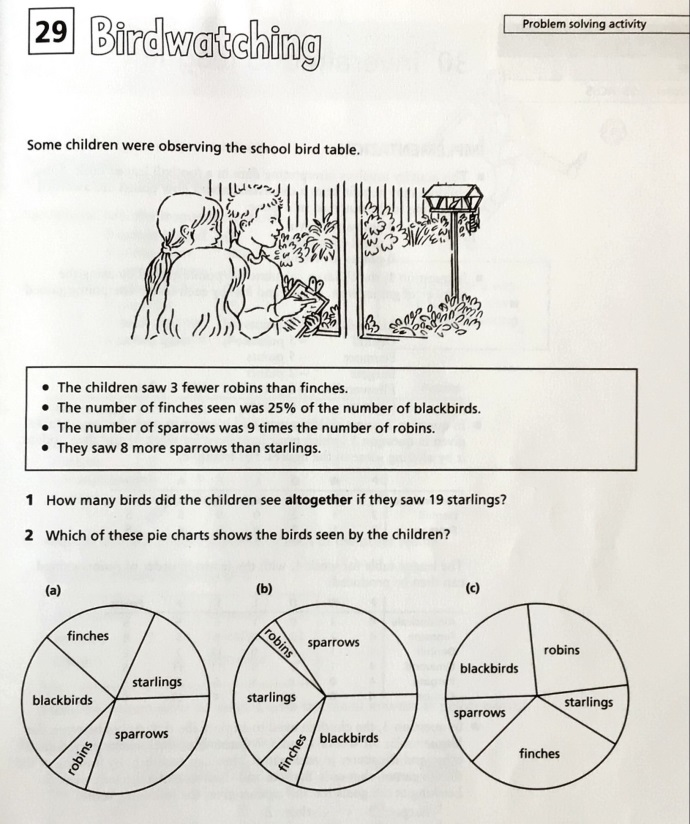 29 Birdwatching
Problem solving activity
Some children were observing the school bird table.
• The children saw 3 fewer robins than finches.
• The number of finches seen was 25% of the number of blackbirds.
• The number of sparrows was 9 times the number of robins.
• They saw 8 more sparrows than starlings.
1 How many birds did the children see altogether if they saw 19 starlings?
2 Which of these pie charts shows the birds seen by the children?
(a)
finches
starlings
blackbirds
sparrows
robins
(b)
robins
sparrows
starlings
blackbirds
finches
(c)
robins
blackbirds
starlings
sparrows
finches